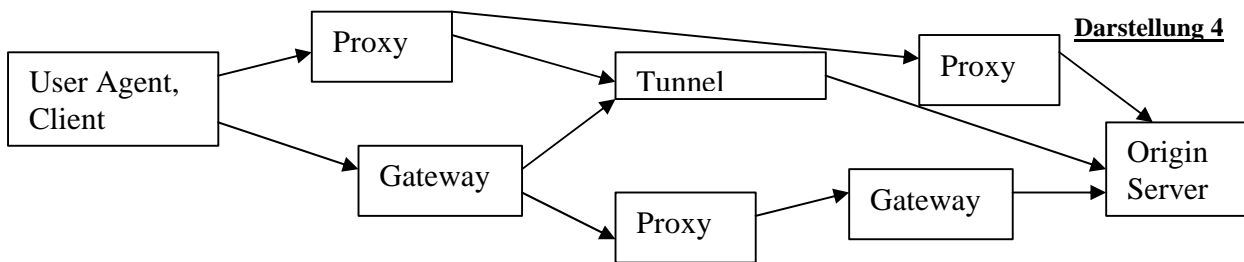 Darstellung 4
Proxy
Proxy
User Agent,
Client
Tunnel
Origin
Server
Gateway
Gateway
Proxy